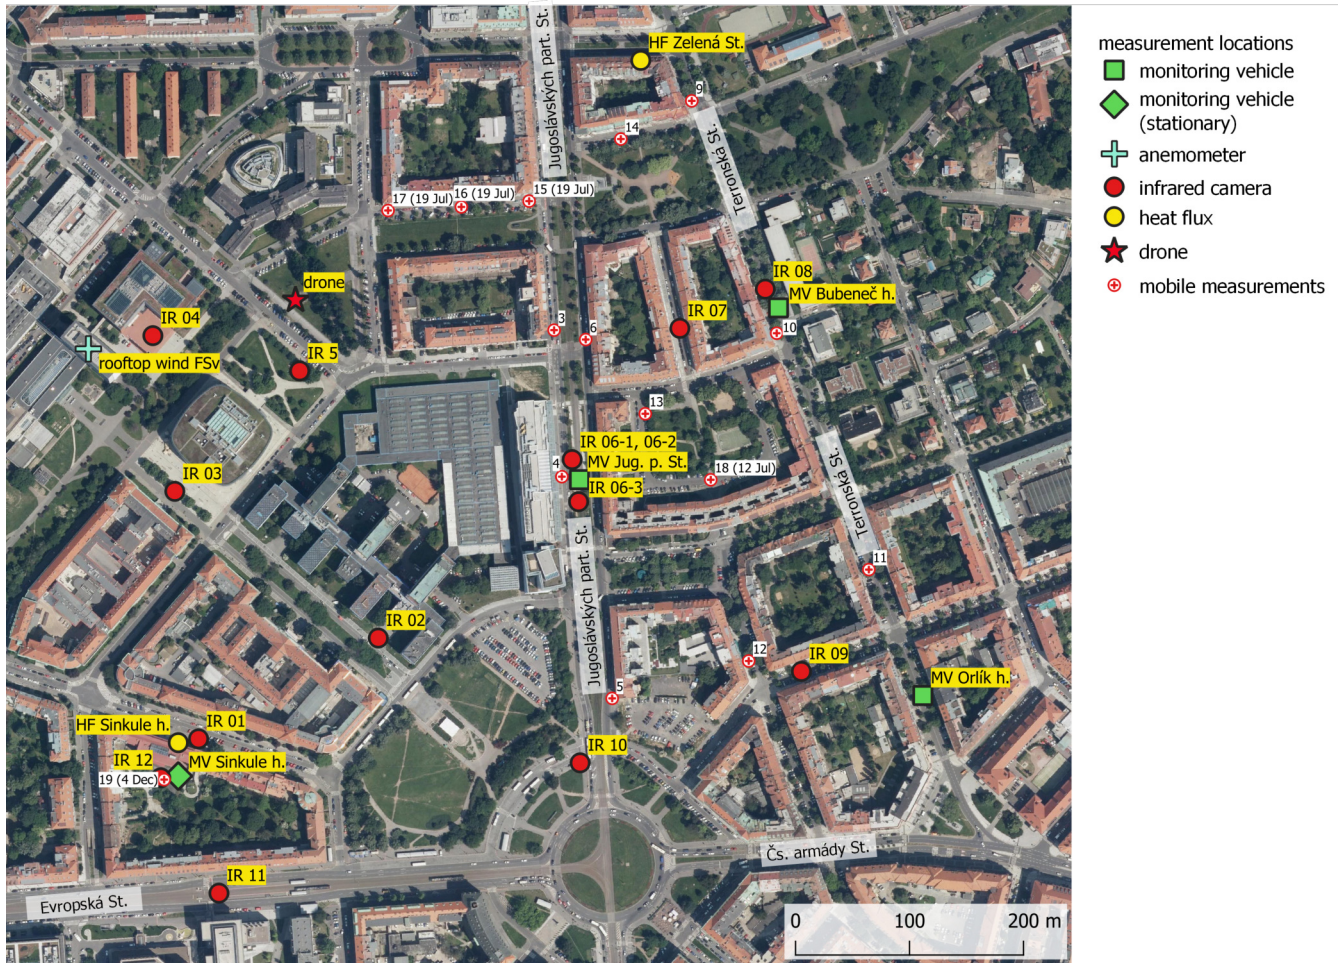 Jugoslávských part. St.
HF Zelená St.
9
14
Terronská St.
17 (19 Jul)
16 (19 Jul)
15 (19 Jul)
drone
IR 08
MV Bubeneč h.
IR 04
IR 07
3
6
10
rooftop wind FSv
IR 5
13
IR 06-1, 06-2
MV Jug. p. St.
4
18 (12 Jul)
IR 03
IR 06-3
Terronská St.
Jugoslávských part. St.
11
IR 02
12
IR 09
MV Orlík h.
5
HF Sinkule h.
IR 01
IR 10
IR 12
MV Sinkule h.
19 (4 Dec)
Čs. armády St.
IR 11
Evropská St.
0 100 200 m
measurement locations
monitoring vehicle
monitoring vehicle
(stationary)
anemometer
infrared camera
heat flux
drone
mobile measurements